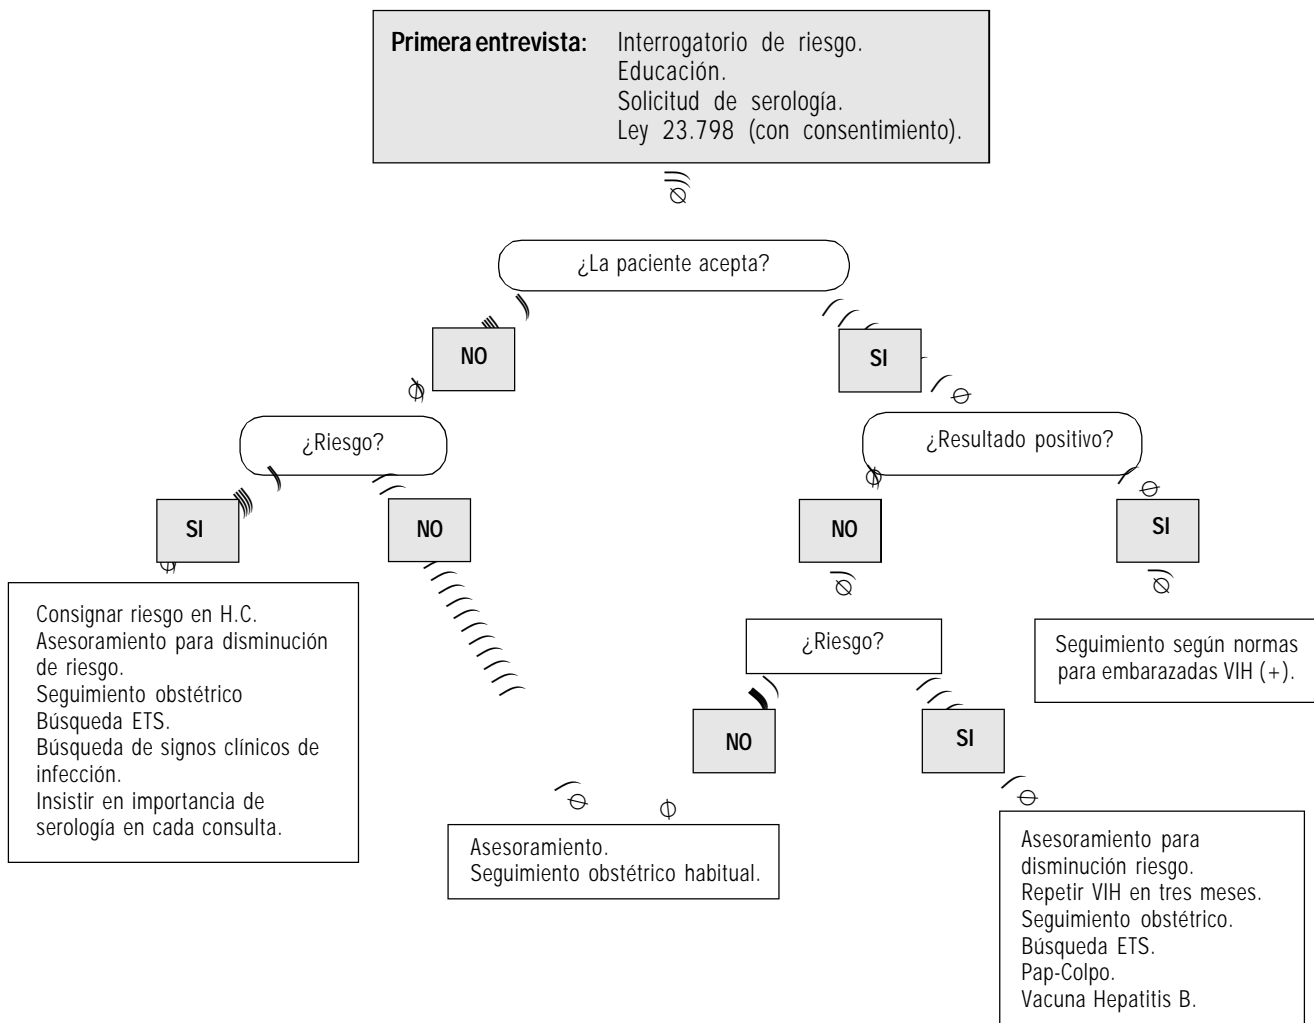 Primera entrevista: Interrogatorio de riesgo.
Educación.
Solicitud de serología.
Ley 23.798 (con consentimiento).
¿La paciente acepta?
NO
SI
¿Riesgo?
¿Resultado positivo?
SI
NO
NO
SI
Consignar riesgo en H.C.
Asesoramiento para disminución
de riesgo.
Seguimiento obstétrico
Búsqueda ETS.
Búsqueda de signos clínicos de
infección.
Insistir en importancia de
serología en cada consulta.
¿Riesgo?
Seguimiento según normas
para embarazadas VIH (+).
NO
SI
Asesoramiento.
Seguimiento obstétrico habitual.
Asesoramiento para
disminución riesgo.
Repetir VIH en tres meses.
Seguimiento obstétrico.
Búsqueda ETS.
Pap-Colpo.
Vacuna Hepatitis B.